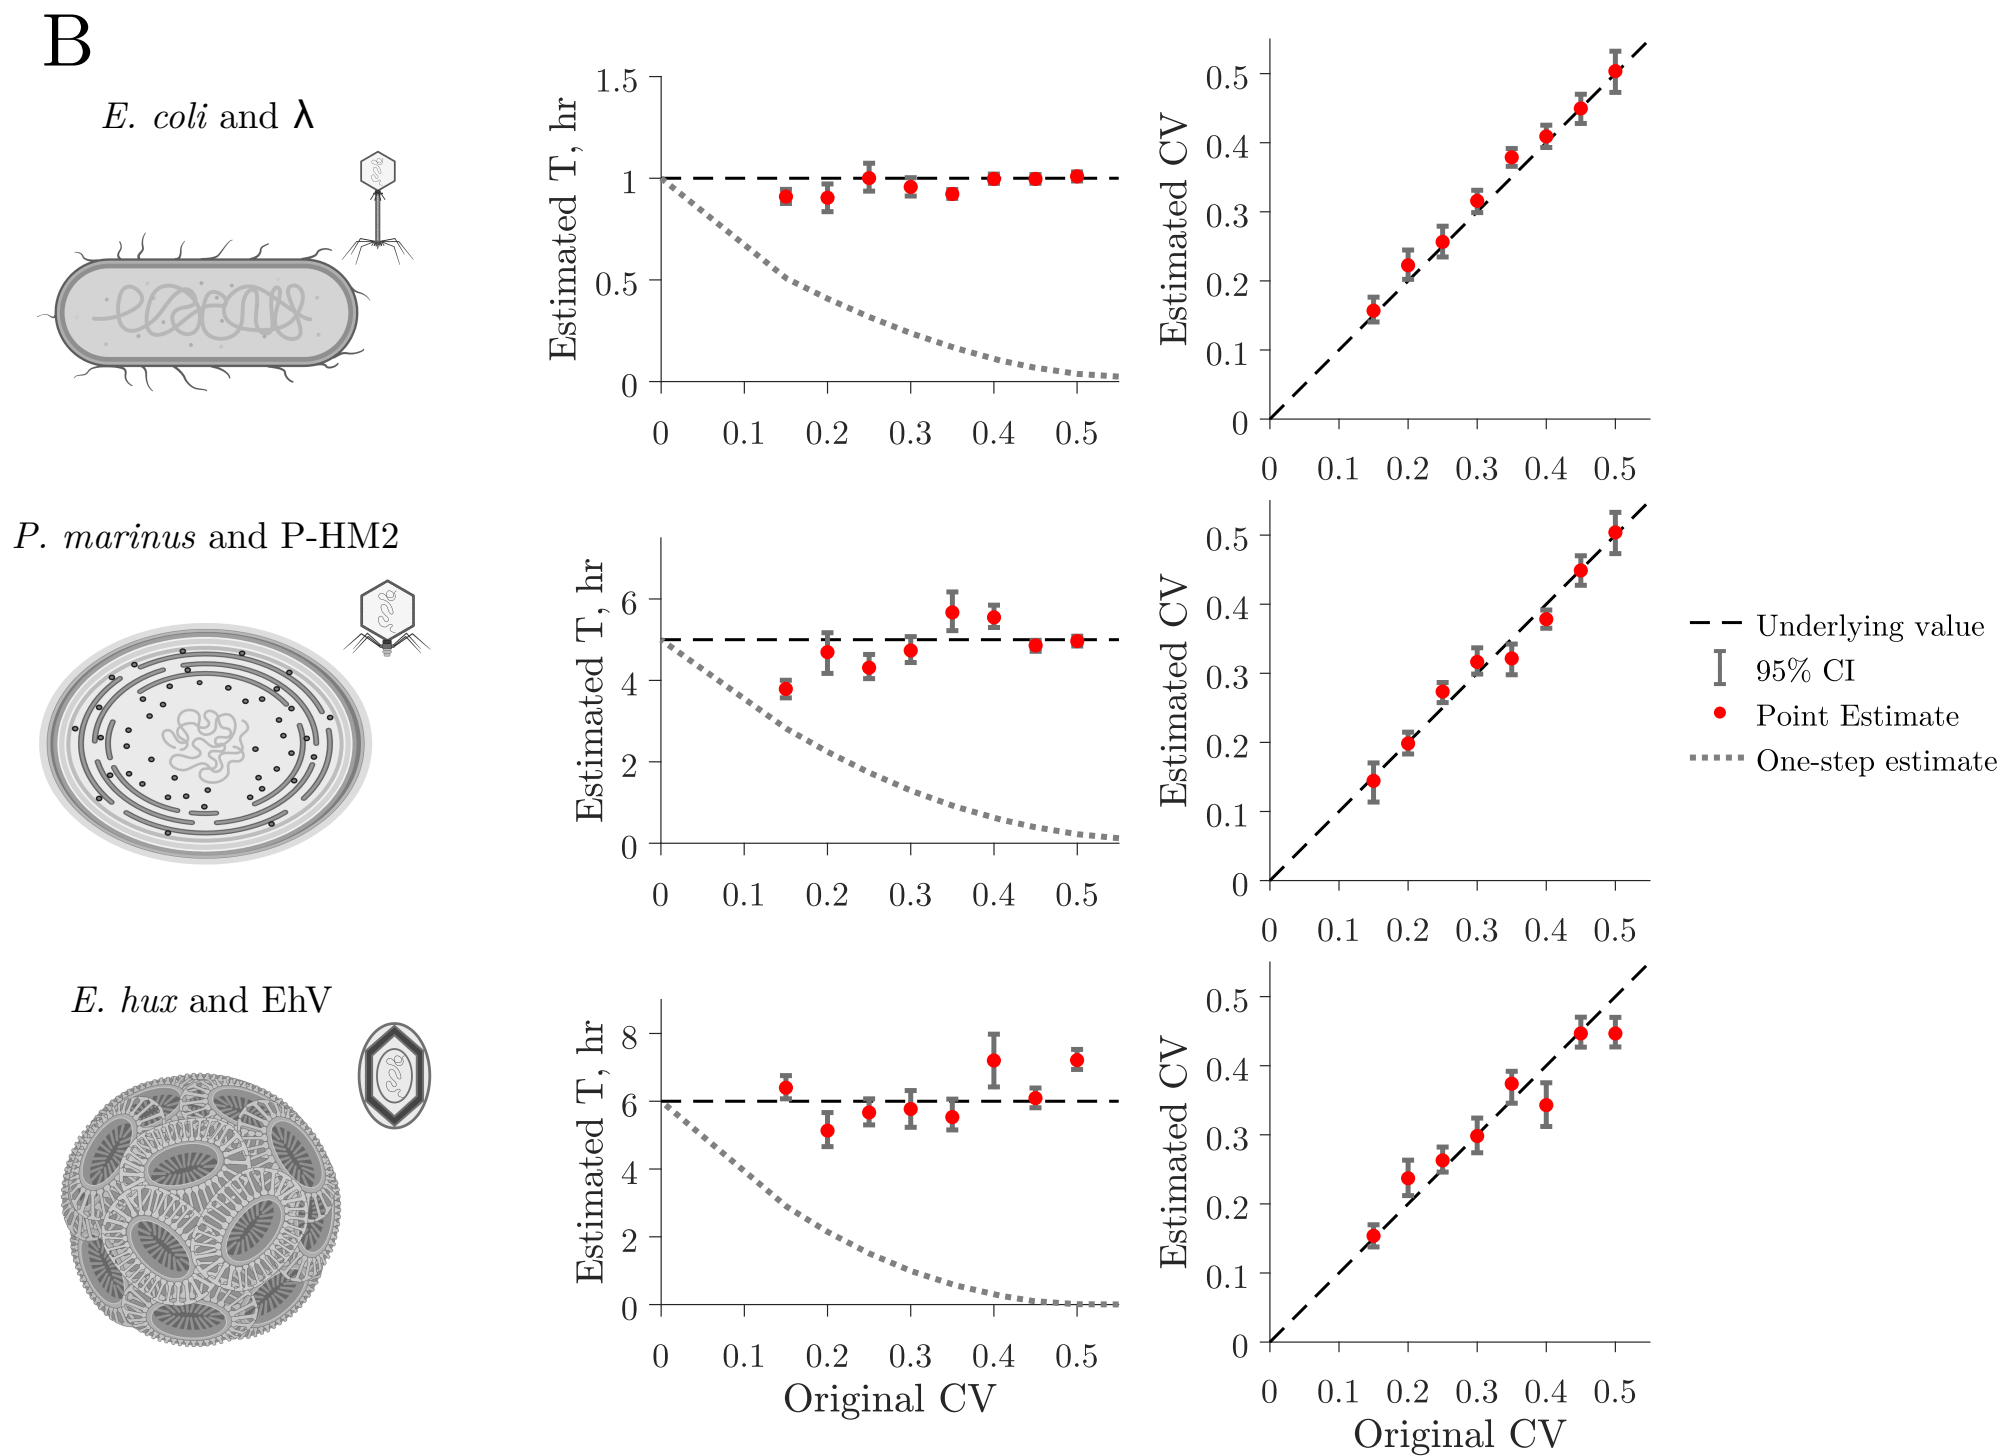 B
E. coli and λ
Estimated T, hr
1.5
1
0.5
0
0 0.1 0.2 0.3 0.4 0.5
Estimated CV
0.5
0.4
0.3
0.2
0.1
0
0 0.1 0.2 0.3 0.4 0.5
P. marinus and P-HM2
Estimated T, hr
6
4
2
0
0 0.1 0.2 0.3 0.4 0.5
Estimated CV
0.5
0.4
0.3
0.2
0.1
0
0 0.1 0.2 0.3 0.4 0.5
Underlying value
95% CI
Point Estimate
One-step estimate
E. hux and EhV
Estimated T, hr
8
6
4
2
0
0 0.1 0.2 0.3 0.4 0.5
Original CV
Estimated CV
0.5
0.4
0.3
0.2
0.1
0
0 0.1 0.2 0.3 0.4 0.5
Original CV